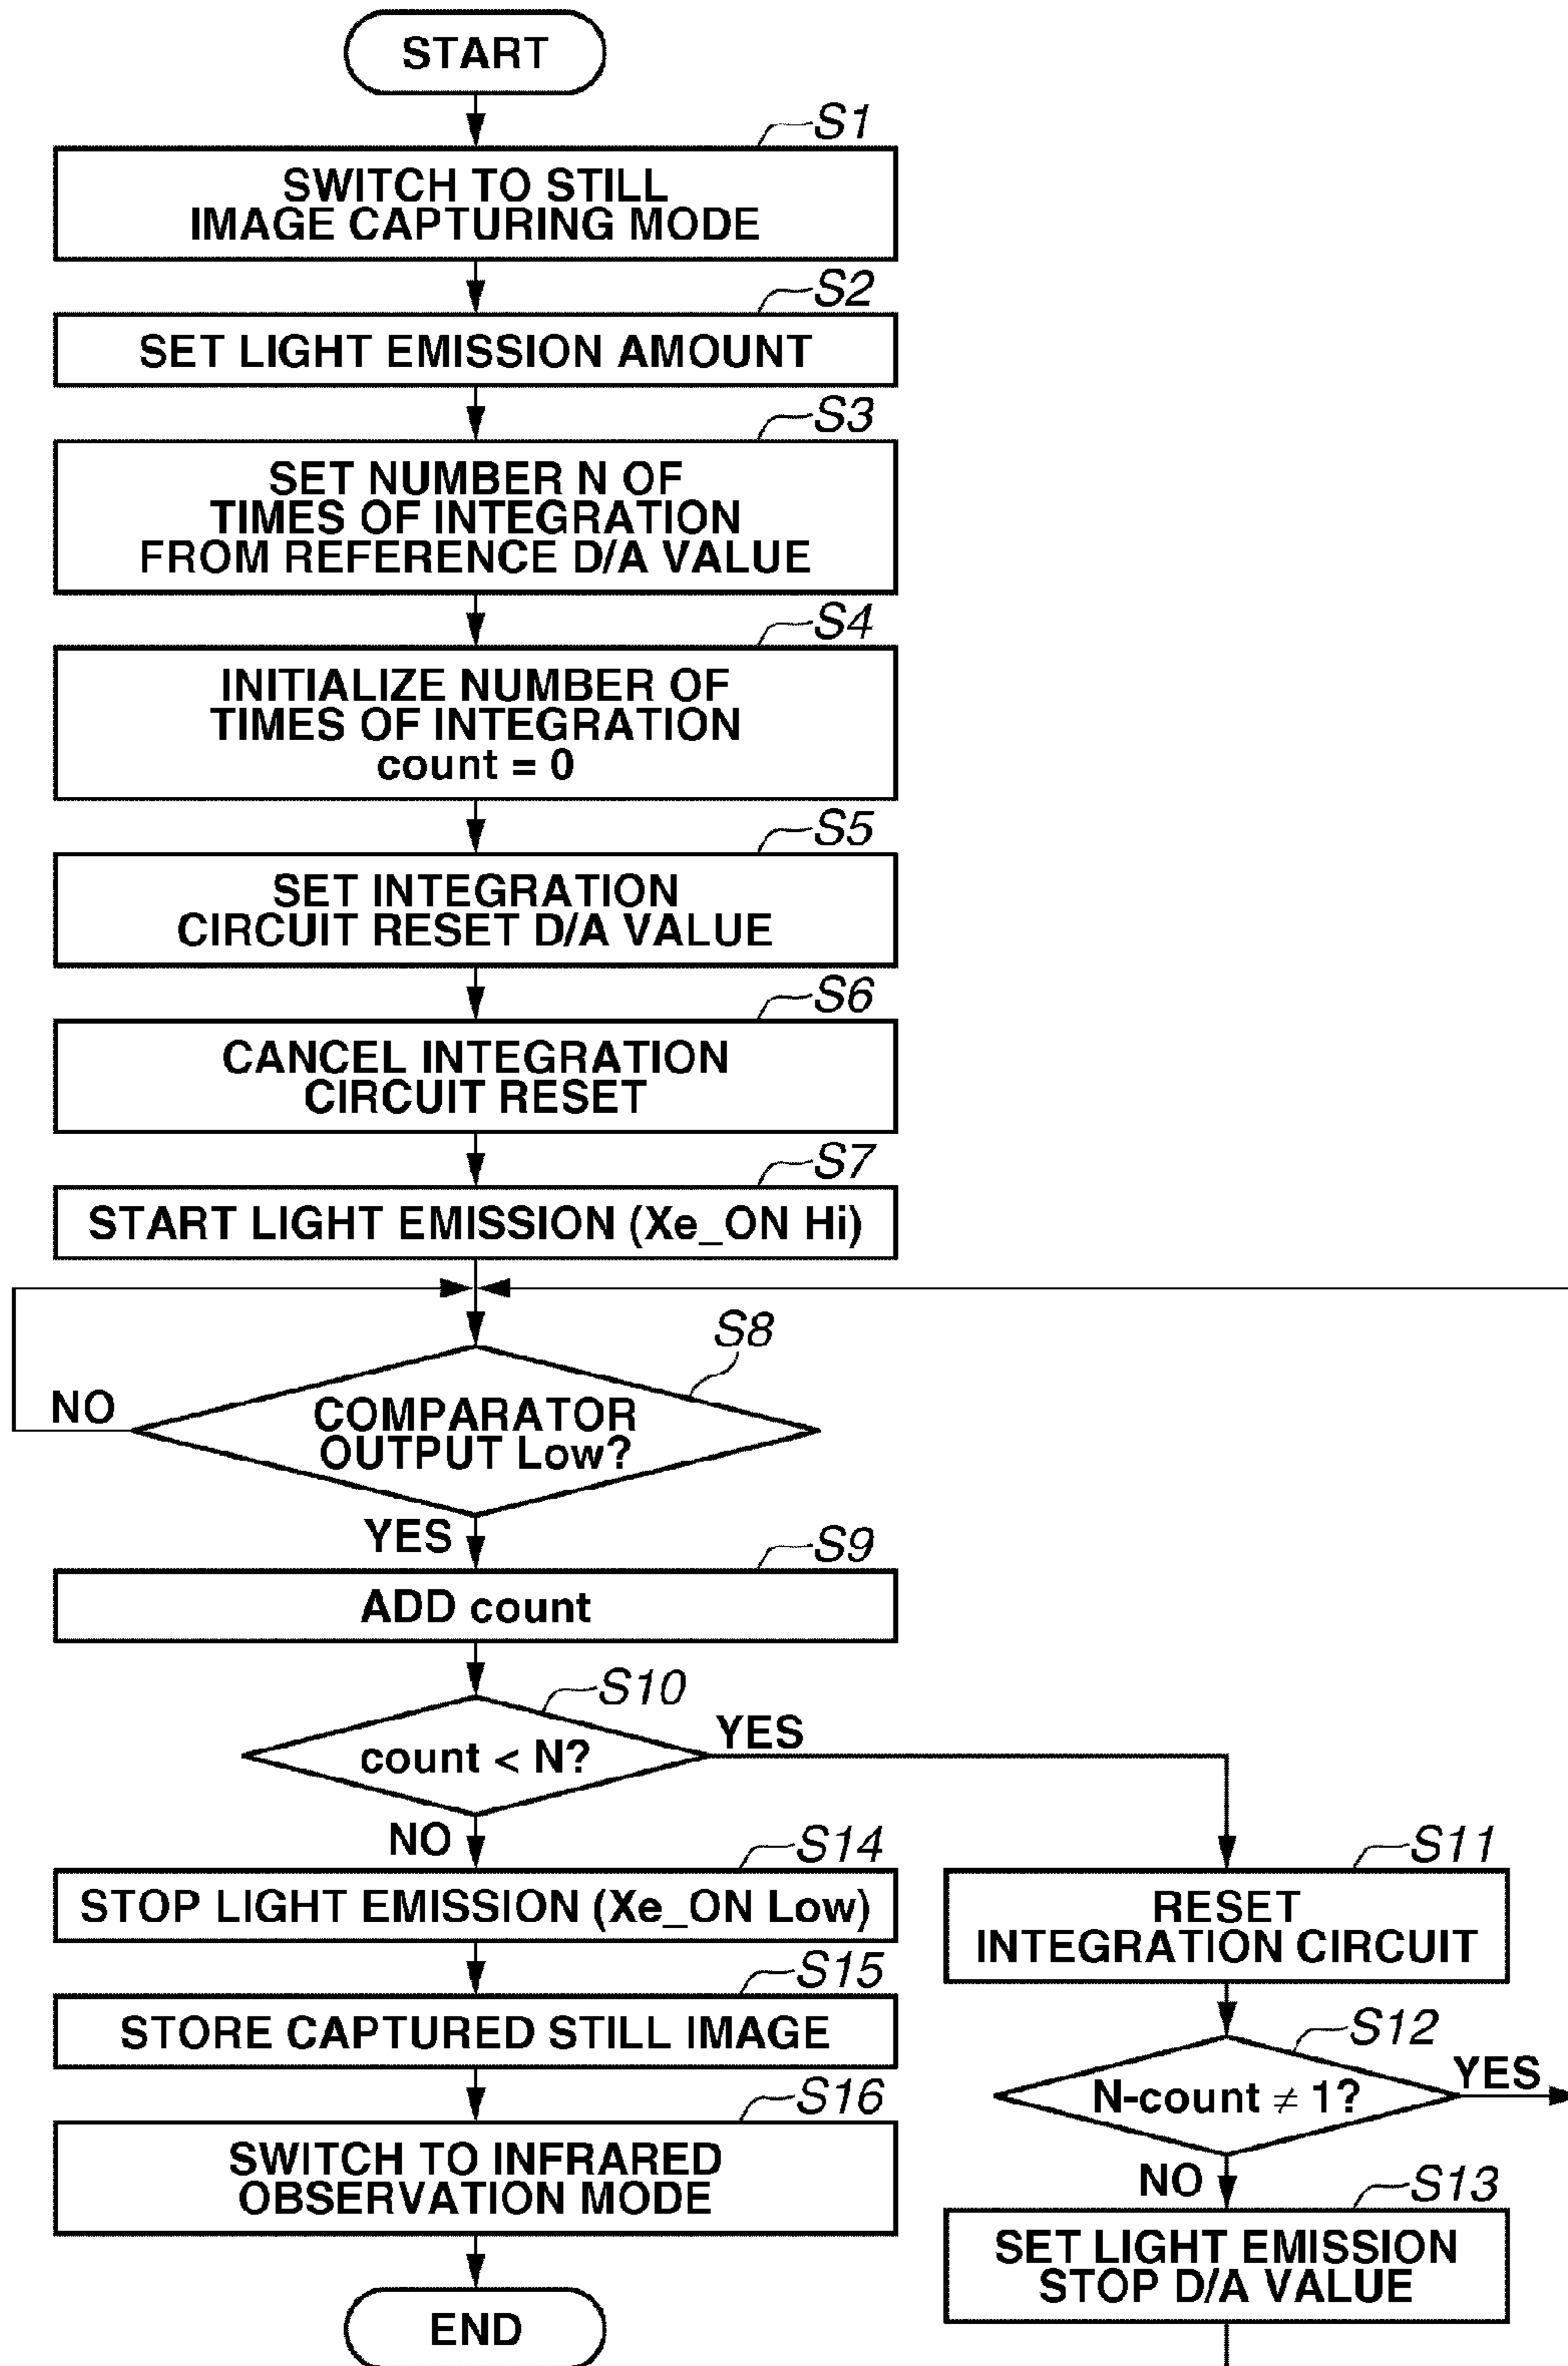 START
S1
SWITCH TO STILL
IMAGE CAPTURING MODE
S2
SET LIGHT EMISSION AMOUNT
S3
SET NUMBER N OF
TIMES OF INTEGRATION
FROM REFERENCE D/A VALUE
S4
INITIALIZE NUMBER OF
TIMES OF INTEGRATION
count = 0
S5
SET INTEGRATION
CIRCUIT RESET D/A VALUE
S6
CANCEL INTEGRATION
CIRCUIT RESET
S7
START LIGHT EMISSION (Xe_ON Hi)
S8
NO
COMPARATOR
OUTPUT Low?
YES
S9
ADD count
S10
count < N?
YES
NO
S14
STOP LIGHT EMISSION (Xe_ON Low)
S15
STORE CAPTURED STILL IMAGE
S16
SWITCH TO INFRARED
OBSERVATION MODE
END
S11
RESET
INTEGRATION CIRCUIT
S12
N-count ≠ 1?
YES
NO
S13
SET LIGHT EMISSION
STOP D/A VALUE